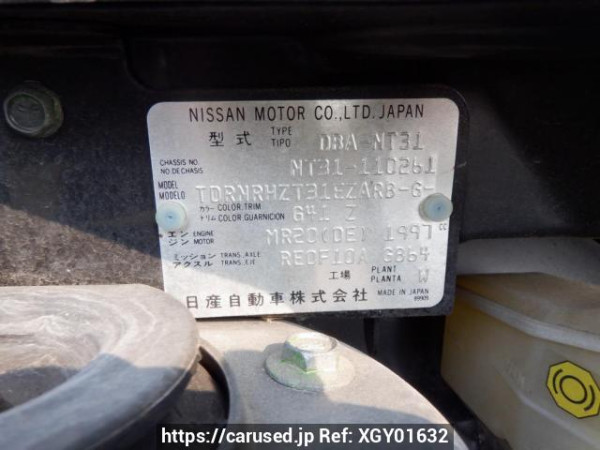 NISSAN MOTOR CO.,LTD.JAPAN
型式 TYPE TIPO DBA-NT31
CHASSIS NO. NO.DE CHASIS NT31-110261
MODEL MODELO TDRNRHZT31EZARB-G-
カラー COLOR,TRIM トリム COLOR GUARNICION G41 Z
エンジン ENGINE MOTOR MR20(DE) 1997 cc
ミッション アクスル TRANS.AXLE TRANS.EJE RE0F10A G364
工場 PLANT PLANTA W
日産自動車株式会社 MADE IN JAPAN
https://carused.jp Ref: XGY01632